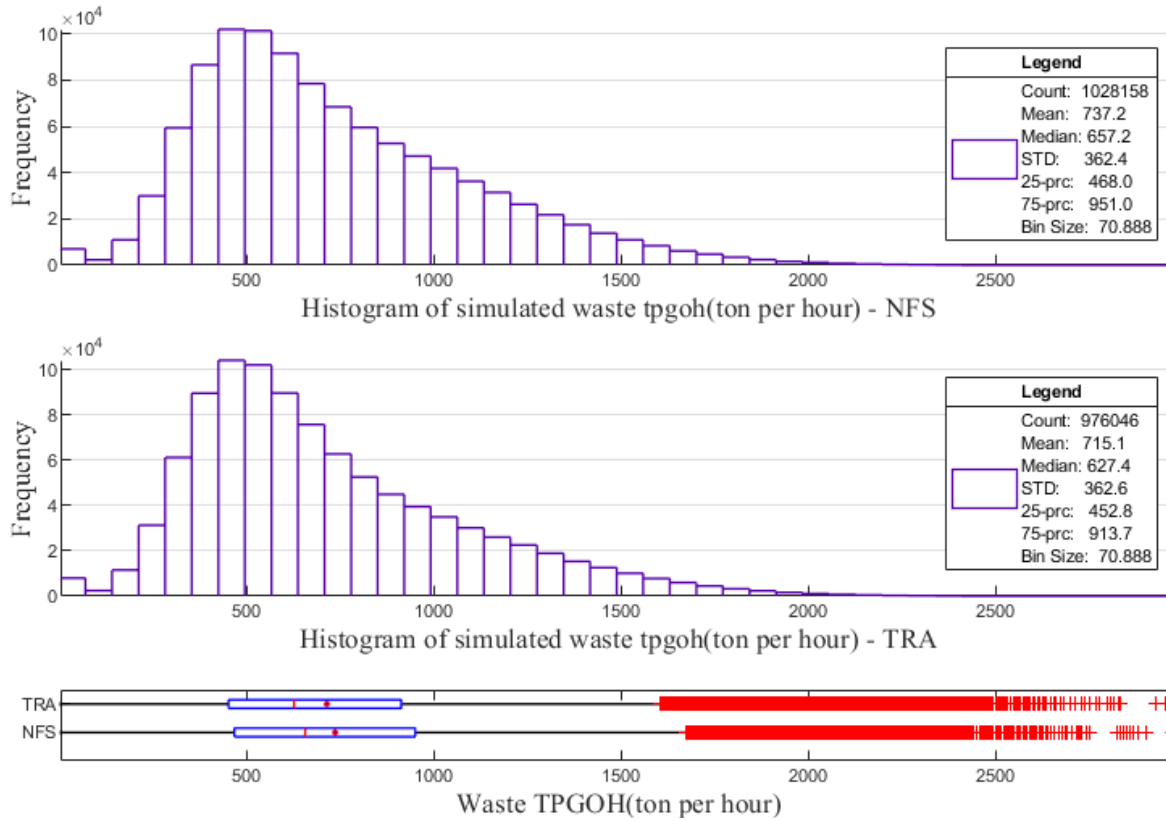 ×10⁴
10
8
6
4
2
0
Frequency
500 1000 1500 2000 2500
Histogram of simulated waste tpgoh(ton per hour) - NFS
Legend
Count: 1028158
Mean: 737.2
Median: 657.2
STD: 362.4
25-prc: 468.0
75-prc: 951.0
Bin Size: 70.888
×10⁴
10
8
6
4
2
0
Frequency
500 1000 1500 2000 2500
Histogram of simulated waste tpgoh(ton per hour) - TRA
Legend
Count: 976046
Mean: 715.1
Median: 627.4
STD: 362.6
25-prc: 452.8
75-prc: 913.7
Bin Size: 70.888
TRA
NFS
500 1000 1500 2000 2500
Waste TPGOH(ton per hour)